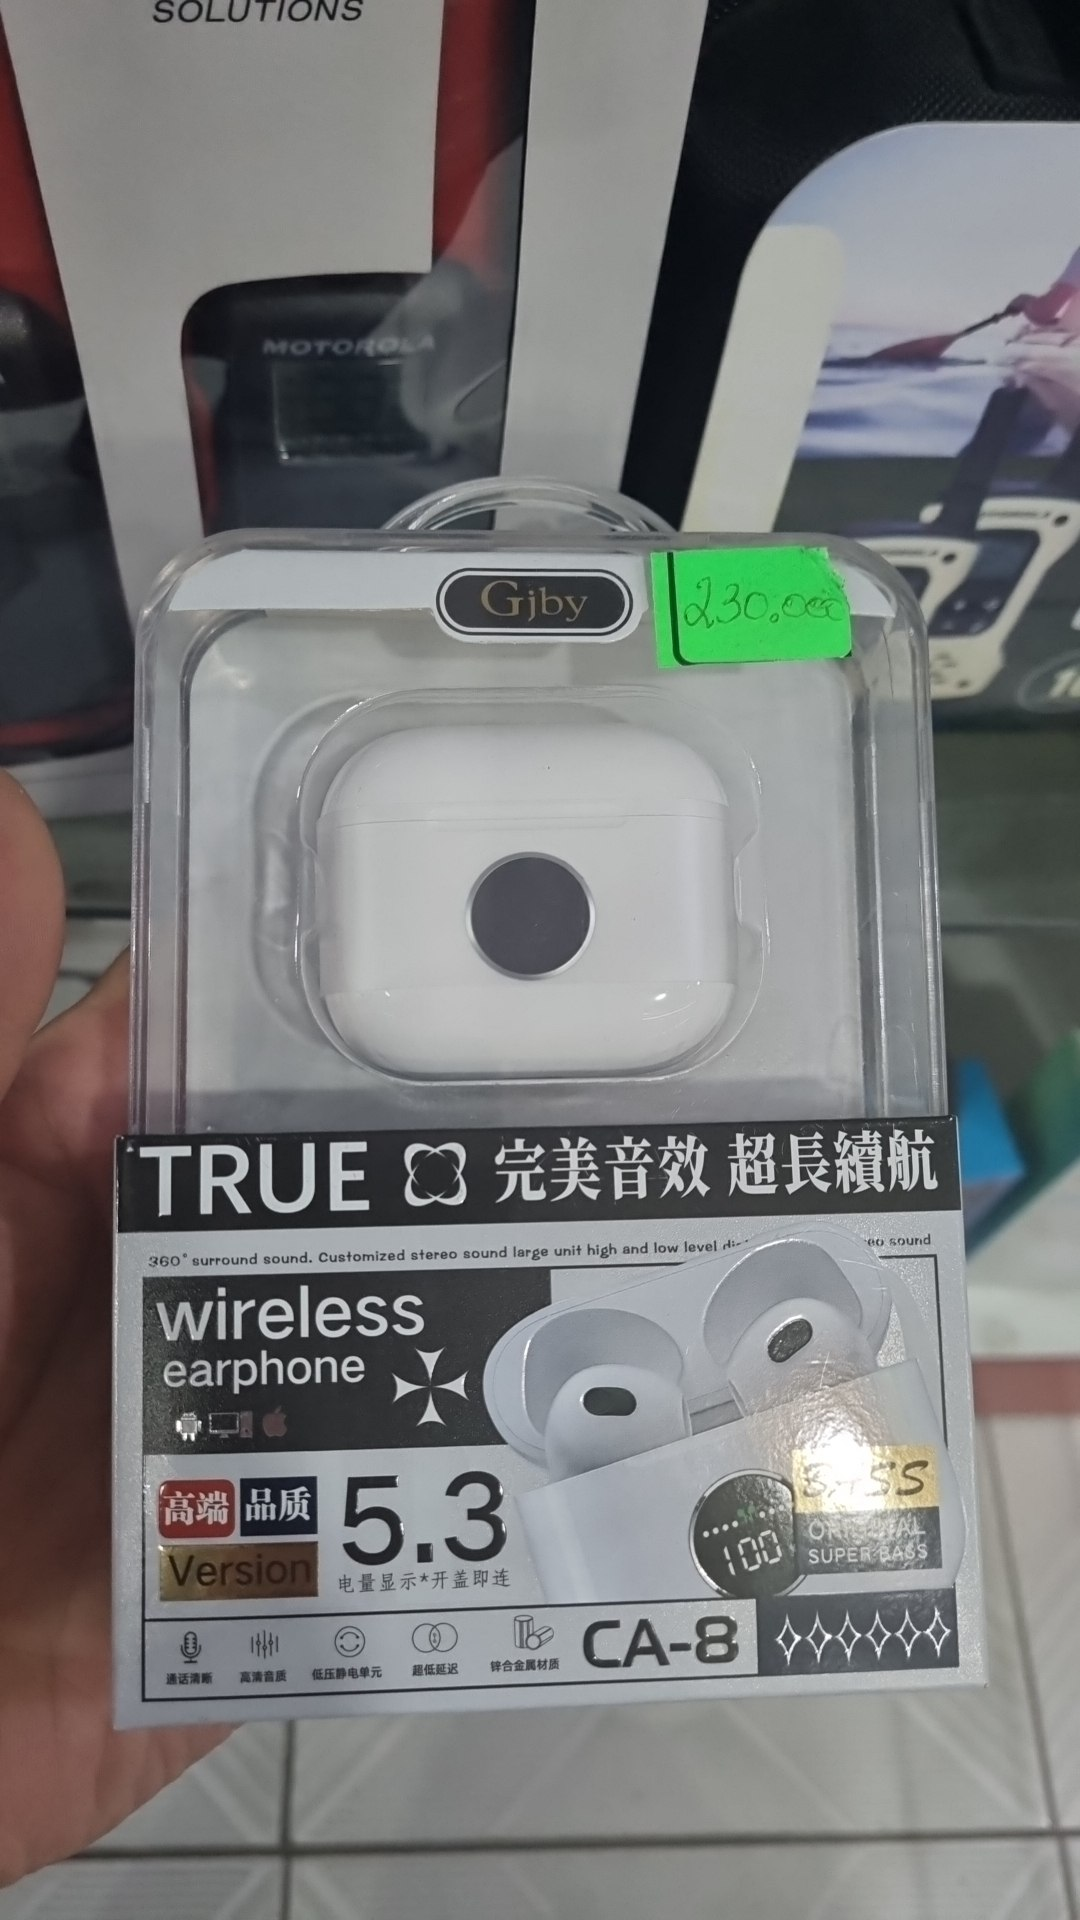 SOLUTIONS
MOTOROLA
Gjby
230.000
TRUE 完美音效 超長續航
360° surround sound. Customized stereo sound large unit high and low level sound
wireless
earphone
高端 品质
Version
5.3
电量显示*开盖即连
100
BASS
ORIGINAL
SUPER BASS
通话清晰 高清音质 低压静电单元 超低延迟 锌合金属材质
CA-8